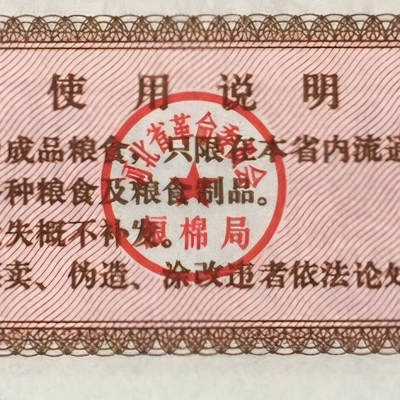 使用说明
成品粮食，只限在本省内流通
种粮食及粮食制品。
失概不补发。
卖、伪造、涂改违者依法论处
河北省革命委员会
粮棉局